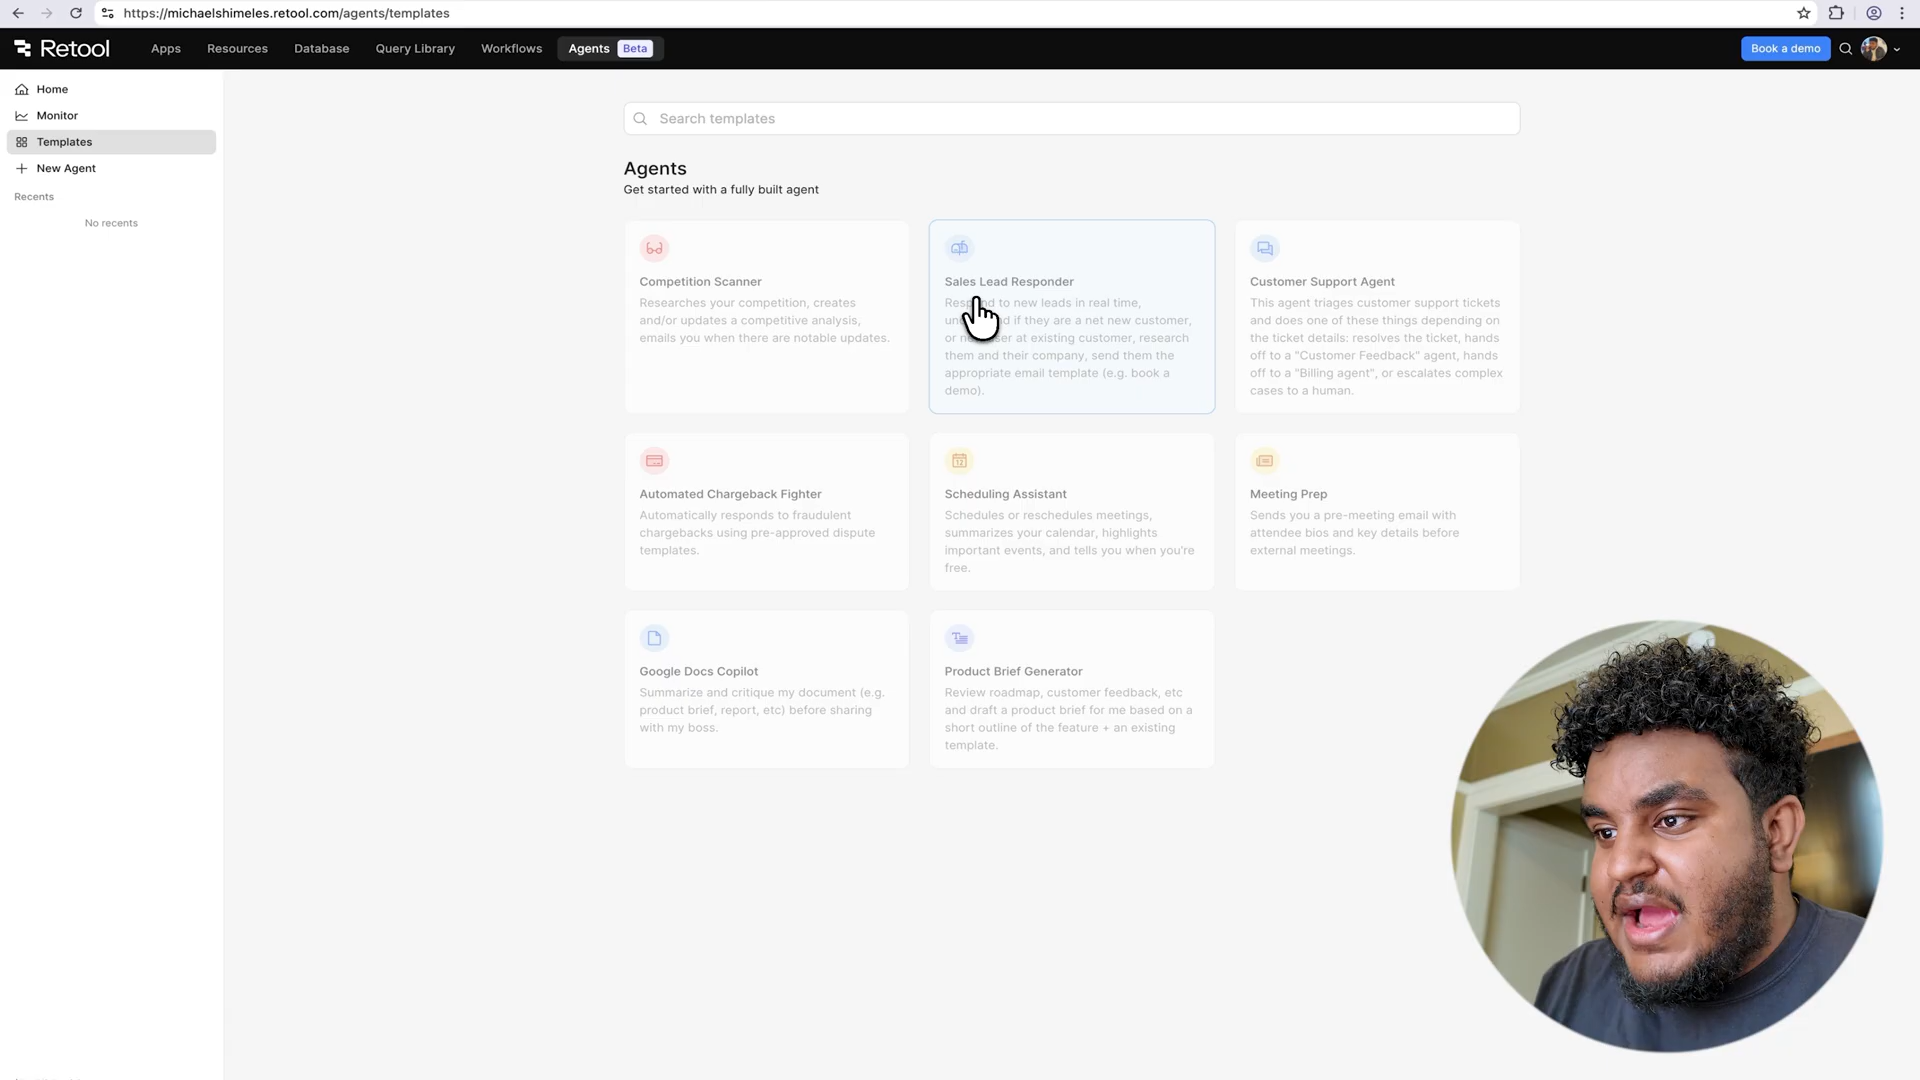 https://michaelshimeles.retool.com/agents/templates
Retool
Apps
Resources
Database
Query Library
Workflows
Agents
Beta
Book a demo
Home
Monitor
Templates
New Agent
Recents
No recents
Search templates
Agents
Get started with a fully built agent
Competition Scanner
Researches your competition, creates
and/or updates a competitive analysis,
emails you when there are notable updates.
Sales Lead Responder
Respond to new leads in real time,
if they are a net new customer,
or at existing customer, research
them and their company, send them the
appropriate email template (e.g. book a
demo).
Customer Support Agent
This agent triages customer support tickets
and does one of these things depending on
the ticket details: resolves the ticket, hands
off to a "Customer Feedback" agent, hands
off to a "Billing agent", or escalates complex
cases to a human.
Automated Chargeback Fighter
Automatically responds to fraudulent
chargebacks using pre-approved dispute
templates.
12
Scheduling Assistant
Schedules or reschedules meetings,
summarizes your calendar, highlights
important events, and tells you when you're
free.
Meeting Prep
Sends you a pre-meeting email with
attendee bios and key details before
external meetings.
Google Docs Copilot
Summarize and critique my document (e.g.
product brief, report, etc) before sharing
with my boss.
Product Brief Generator
Review roadmap, customer feedback, etc
and draft a product brief for me based on a
short outline of the feature + an existing
template.